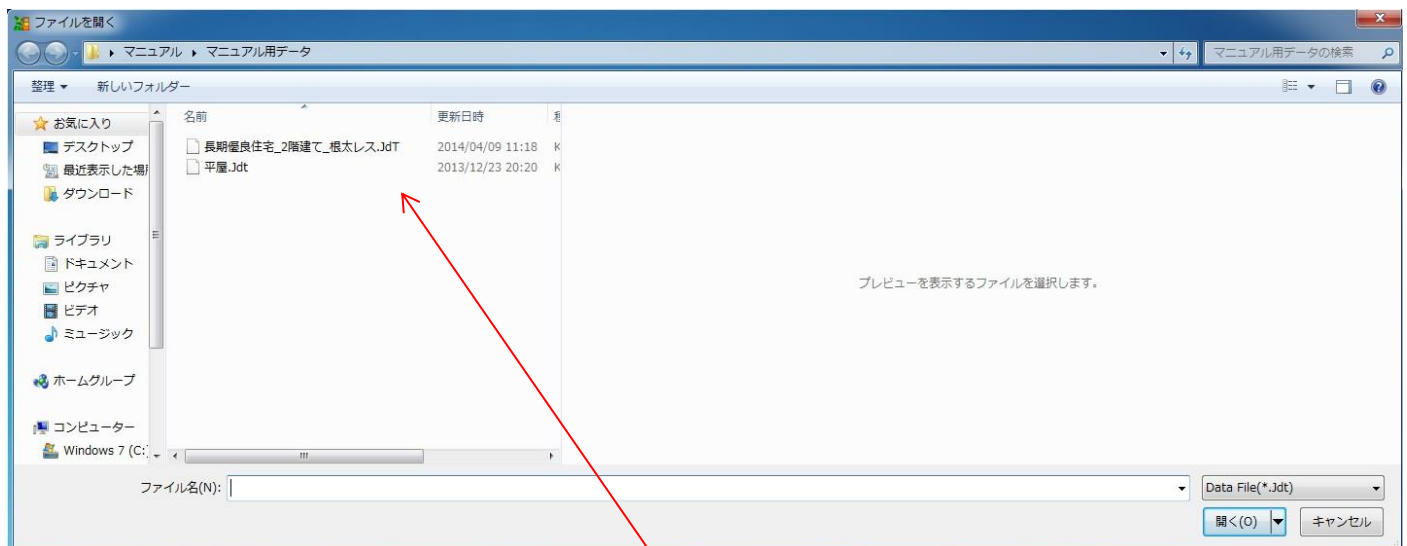 ファイルを開く
マニュアル ▸ マニュアル用データ
マニュアル用データの検索
整理 ▼ 新しいフォルダー
名前 更新日時
お気に入り
デスクトップ
最近表示した場
ダウンロード
ライブラリ
ドキュメント
ピクチャ
ビデオ
ミュージック
ホームグループ
コンピューター
Windows 7 (C:
長期優良住宅_2階建て_根太レス.JdT 2014/04/09 11:18 K
平屋.Jdt 2013/12/23 20:20 K
プレビューを表示するファイルを選択します。
ファイル名(N):
Data File(*.Jdt)
開く(O) キャンセル